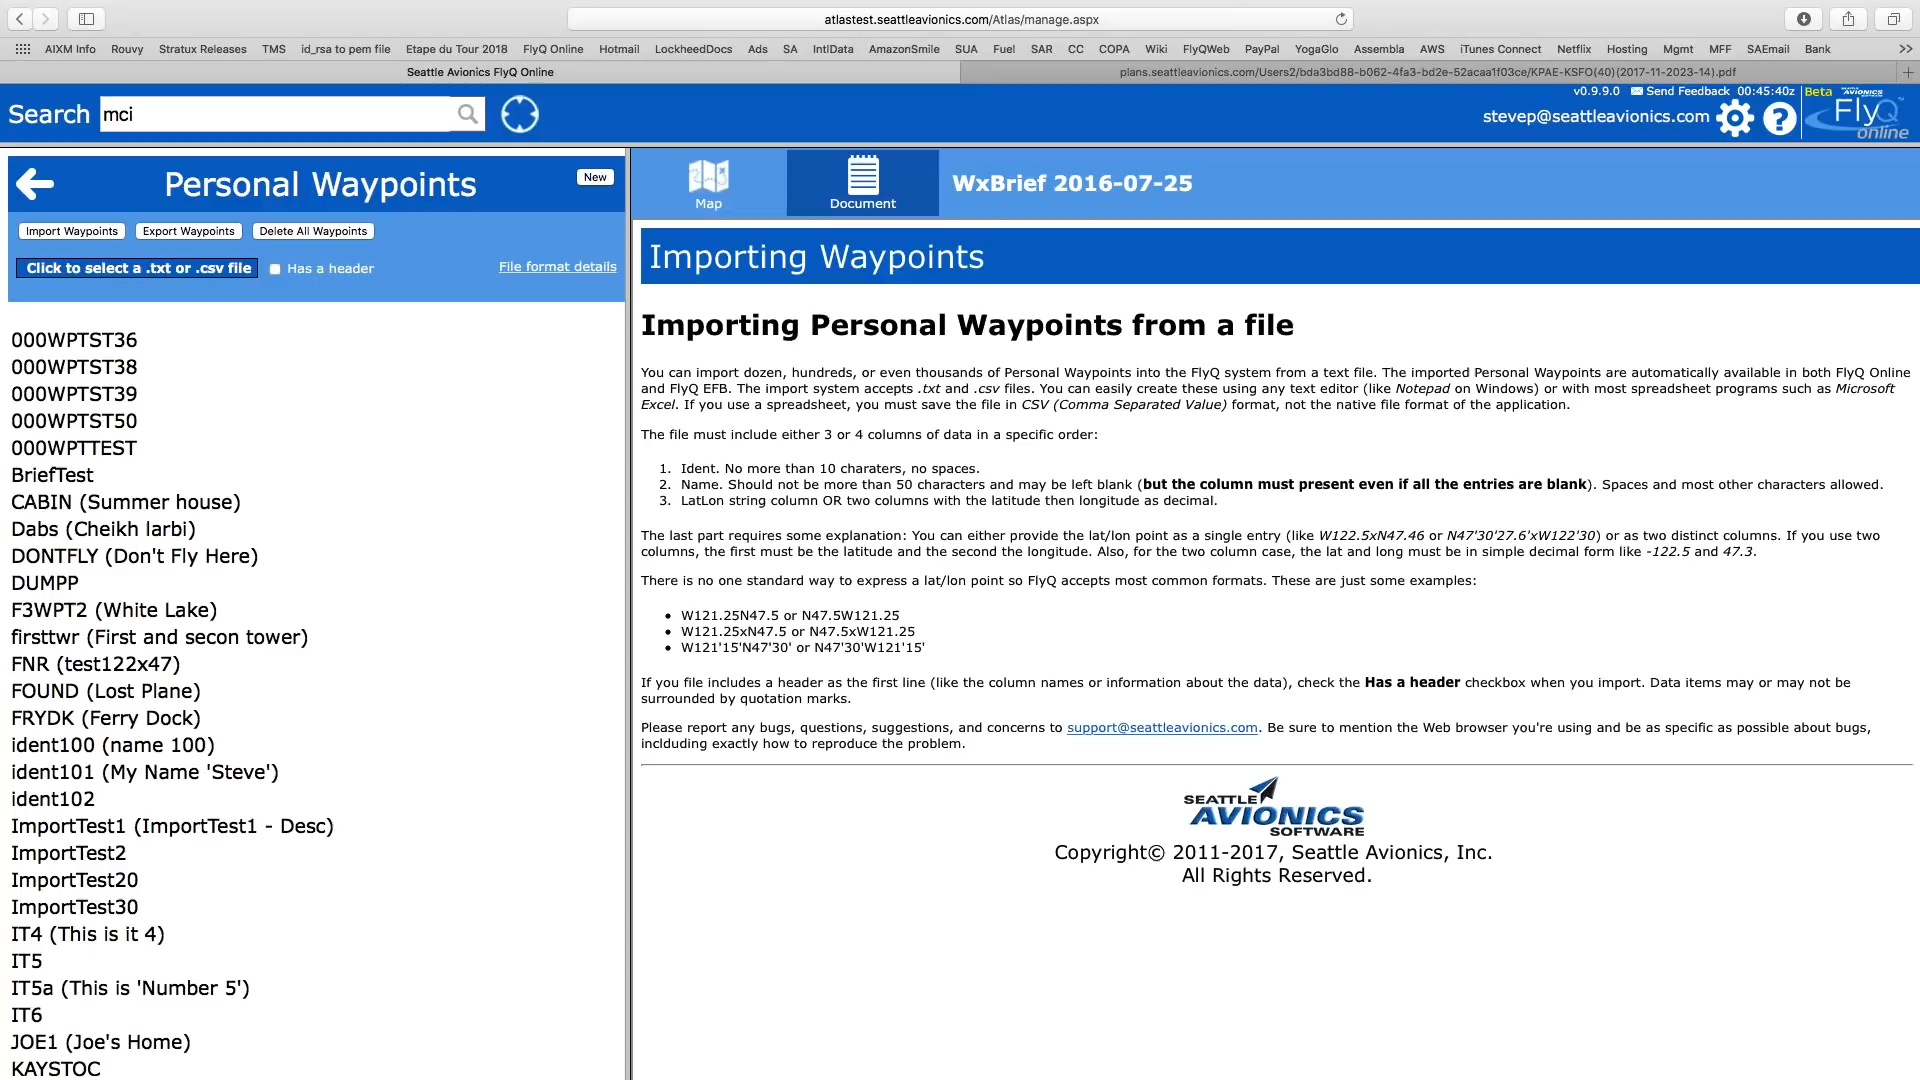 atlastest.seattleavionics.com/Atlas/manage.aspx
AIXM Info Rouvy Stratux Releases TMS id_rsa to pem file Etape du Tour 2018 FlyQ Online Hotmail LockheedDocs Ads SA IntlData AmazonSmile SUA Fuel SAR CC COPA Wiki FlyQWeb PayPal YogaGlo Assembla AWS iTunes Connect Netflix Hosting Mgmt MFF SAEmail Bank >>
Seattle Avionics FlyQ Online
plans.seattleavionics.com/Users2/bda3bd88-b062-4fa3-bd2e-52acaa1f03ce/KPAE-KSFO(40)(2017-11-2023-14).pdf
v0.9.9.0 Send Feedback 00:45:40z Beta AVIONICS
Search mci
stevep@seattleavionics.com ? FlyQ online
Personal Waypoints New
Import Waypoints Export Waypoints Delete All Waypoints
Click to select a .txt or .csv file Has a header File format details
000WPTST36
000WPTST38
000WPTST39
000WPTST50
000WPTTEST
BriefTest
CABIN (Summer house)
Dabs (Cheikh larbi)
DONTFLY (Don't Fly Here)
DUMPP
F3WPT2 (White Lake)
firsttwr (First and secon tower)
FNR (test122x47)
FOUND (Lost Plane)
FRYDK (Ferry Dock)
ident100 (name 100)
ident101 (My Name 'Steve')
ident102
ImportTest1 (ImportTest1 - Desc)
ImportTest2
ImportTest20
ImportTest30
IT4 (This is it 4)
IT5
IT5a (This is 'Number 5')
IT6
JOE1 (Joe's Home)
KAYSTOC
Map Document WxBrief 2016-07-25
Importing Waypoints
Importing Personal Waypoints from a file
You can import dozen, hundreds, or even thousands of Personal Waypoints into the FlyQ system from a text file. The imported Personal Waypoints are automatically available in both FlyQ Online
and FlyQ EFB. The import system accepts .txt and .csv files. You can easily create these using any text editor (like Notepad on Windows) or with most spreadsheet programs such as Microsoft
Excel. If you use a spreadsheet, you must save the file in CSV (Comma Separated Value) format, not the native file format of the application.
The file must include either 3 or 4 columns of data in a specific order:
1. Ident. No more than 10 charaters, no spaces.
2. Name. Should not be more than 50 characters and may be left blank (but the column must present even if all the entries are blank). Spaces and most other characters allowed.
3. LatLon string column OR two columns with the latitude then longitude as decimal.
The last part requires some explanation: You can either provide the lat/lon point as a single entry (like W122.5xN47.46 or N47'30'27.6'xW122'30) or as two distinct columns. If you use two
columns, the first must be the latitude and the second the longitude. Also, for the two column case, the lat and long must be in simple decimal form like -122.5 and 47.3.
There is no one standard way to express a lat/lon point so FlyQ accepts most common formats. These are just some examples:
• W121.25N47.5 or N47.5W121.25
• W121.25xN47.5 or N47.5xW121.25
• W121'15'N47'30' or N47'30'W121'15'
If you file includes a header as the first line (like the column names or information about the data), check the Has a header checkbox when you import. Data items may or may not be
surrounded by quotation marks.
Please report any bugs, questions, suggestions, and concerns to support@seattleavionics.com. Be sure to mention the Web browser you're using and be as specific as possible about bugs,
inclduing exactly how to reproduce the problem.
SEATTLE
AVIONICS
SOFTWARE
Copyright© 2011-2017, Seattle Avionics, Inc.
All Rights Reserved.